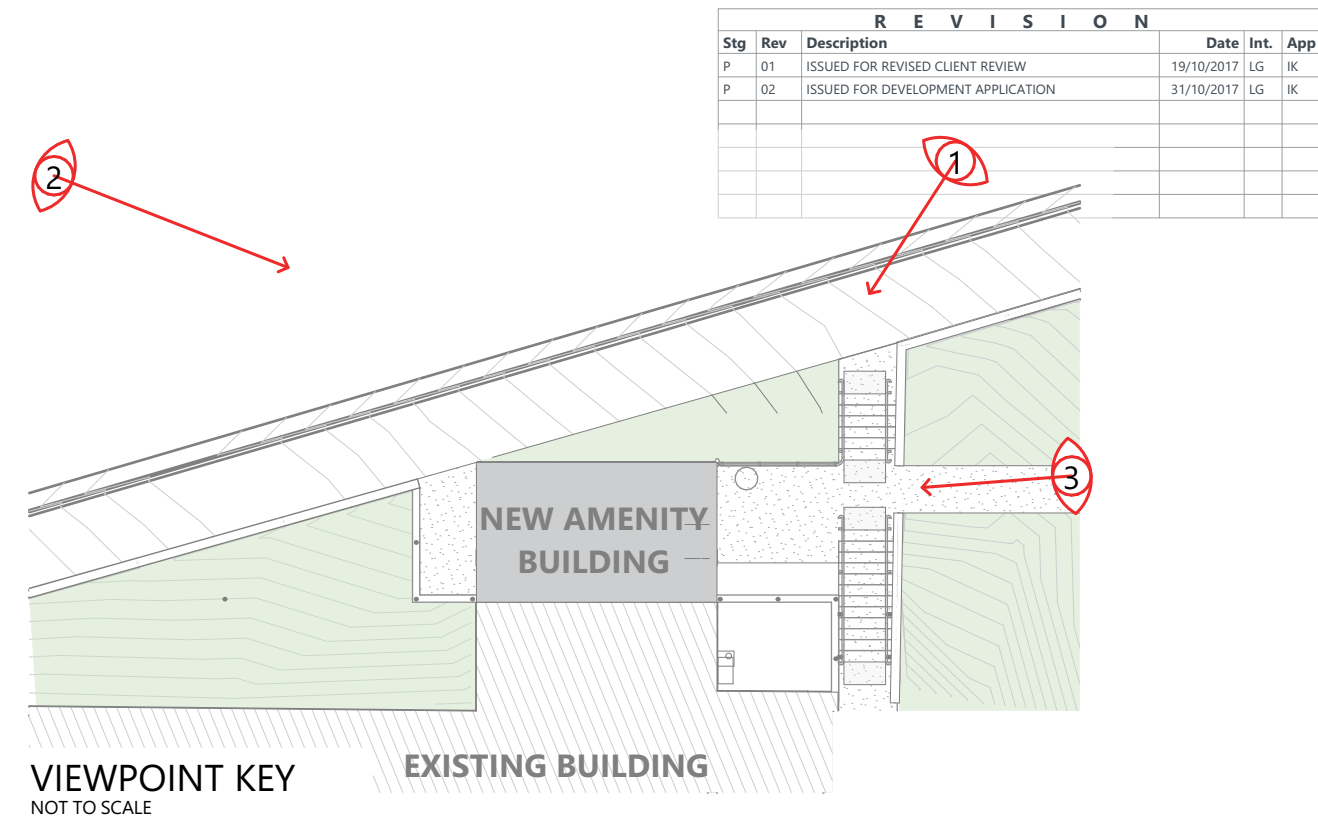 R E V I S I O N
Stg Rev Description Date Int. App
P 01 ISSUED FOR REVISED CLIENT REVIEW 19/10/2017 LG IK
P 02 ISSUED FOR DEVELOPMENT APPLICATION 31/10/2017 LG IK
1
2
3
NEW AMENITY
BUILDING
EXISTING BUILDING
VIEWPOINT KEY
NOT TO SCALE